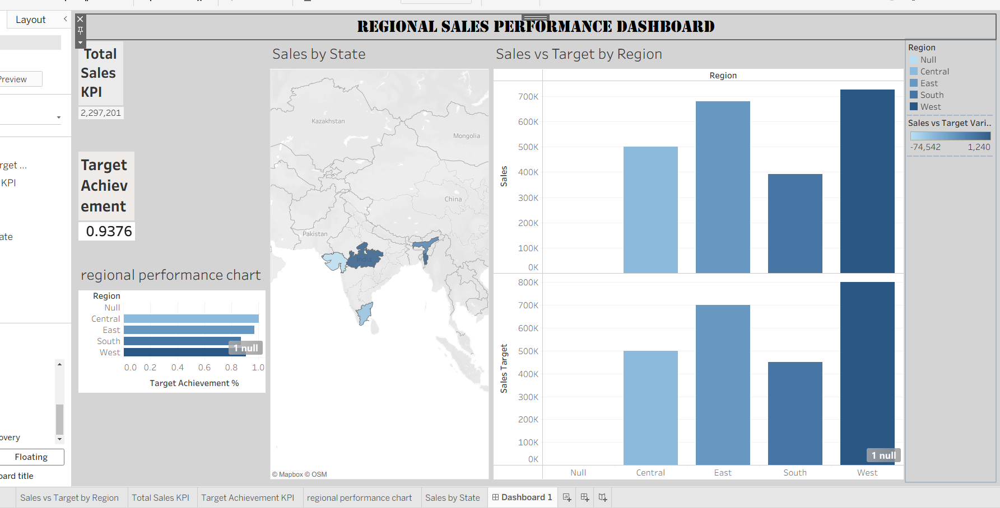 Layout
REGIONAL SALES PERFORMANCE DASHBOARD
Preview
rget ...
KPI
ate
overy
Floating
oard title
Total
Sales
KPI
2,297,201
Target
Achiev
ement
0.9376
regional performance chart
Region
Null
Central
East
South
West
1 null
0.0 0.2 0.4 0.6 0.8 1.0
Target Achievement %
Sales by State
Kazakhstan
Mongolia
China
Pakistan
India
© Mapbox © OSM
Sales vs Target by Region
Region
700K
600K
500K
400K
300K
200K
100K
0K
Sales
800K
700K
600K
500K
400K
300K
200K
100K
0K
Sales Target
1 null
Null Central East South West
Region
Null
Central
East
South
West
Sales vs Target Vari..
-74,542 1,240
Sales vs Target by Region Total Sales KPI Target Achievement KPI regional performance chart Sales by State Dashboard 1